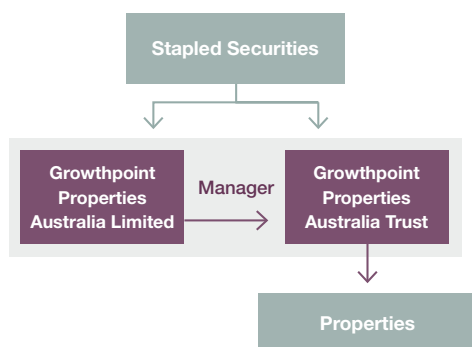 Stapled Securities
Growthpoint
Properties
Australia Limited
Manager
Growthpoint
Properties
Australia Trust
Properties